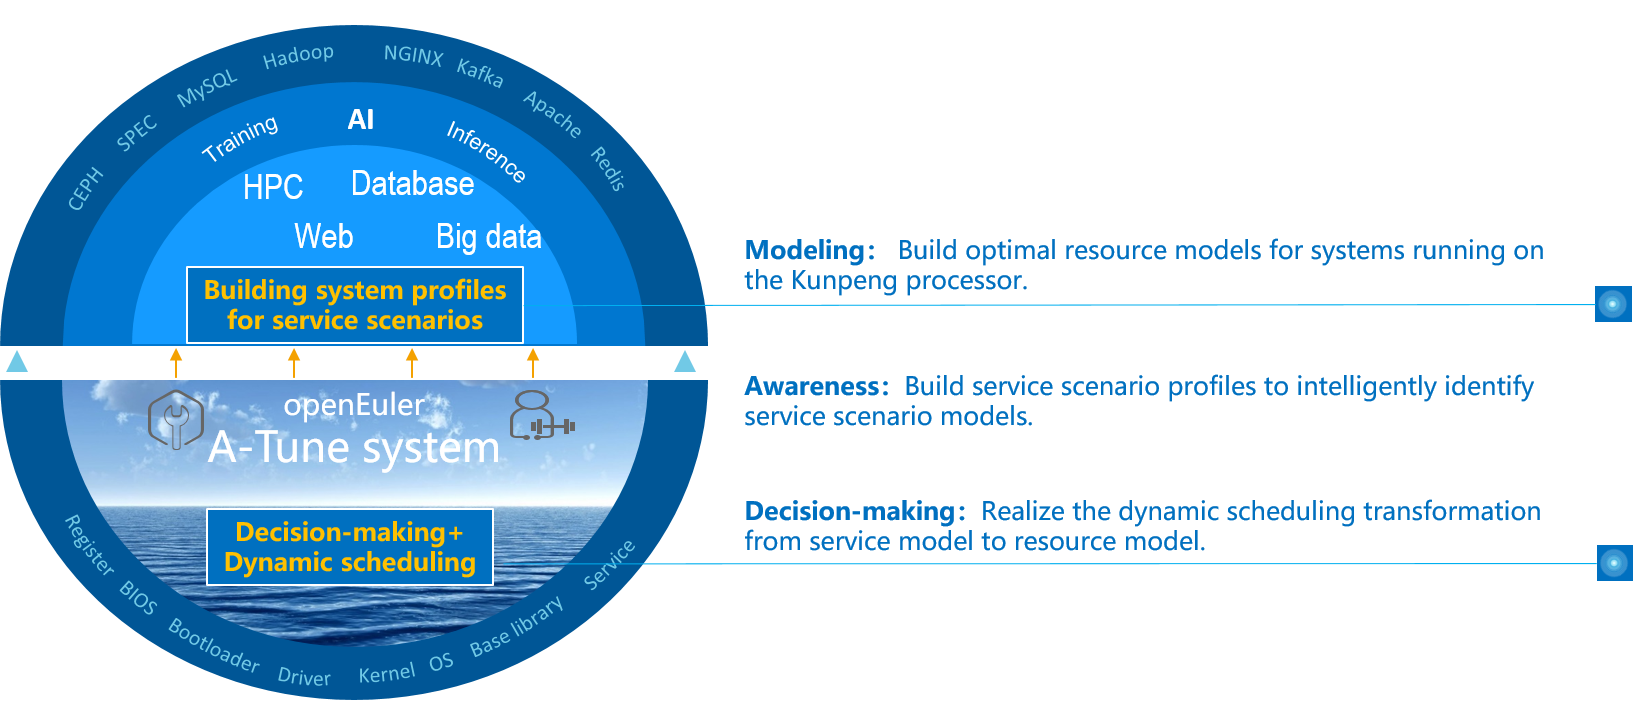 CEPH
SPEC
MySQL
Hadoop
NGINX
Kafka
Apache
Redis
Training
AI
Inference
HPC
Database
Web
Big data
Building system profiles
for service scenarios
openEuler
A-Tune system
Decision-making+
Dynamic scheduling
Register
BIOS
Bootloader
Driver
Kernel
OS
Base library
Service
Modeling： Build optimal resource models for systems running on
the Kunpeng processor.
Awareness：Build service scenario profiles to intelligently identify
service scenario models.
Decision-making：Realize the dynamic scheduling transformation
from service model to resource model.